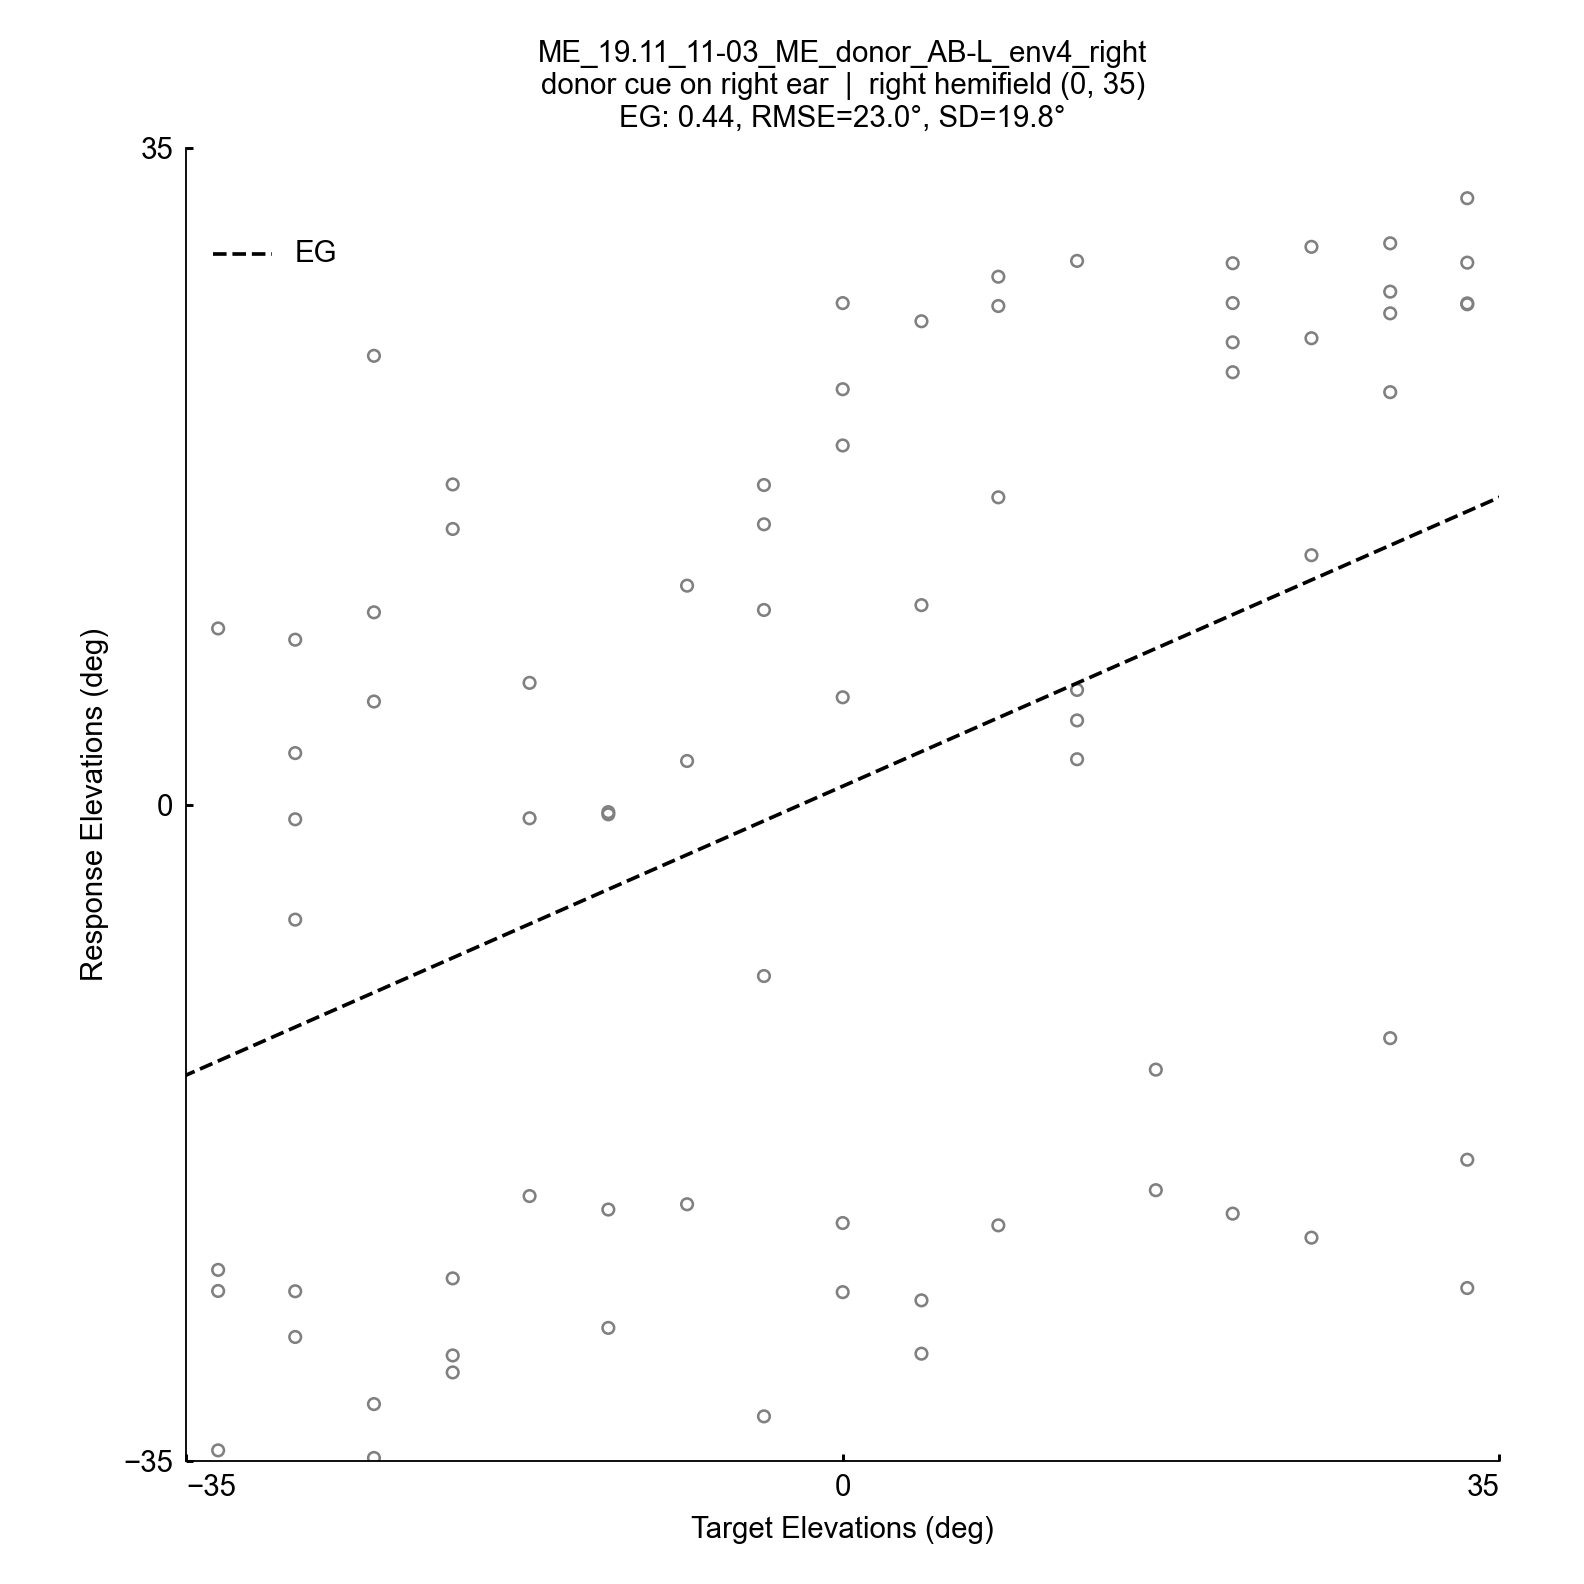 ME_19.11_11-03_ME_donor_AB-L_env4_right
donor cue on right ear | right hemifield (0, 35)
EG: 0.44, RMSE=23.0°, SD=19.8°
35
EG
Response Elevations (deg)
0
−35
−35
0
35
Target Elevations (deg)